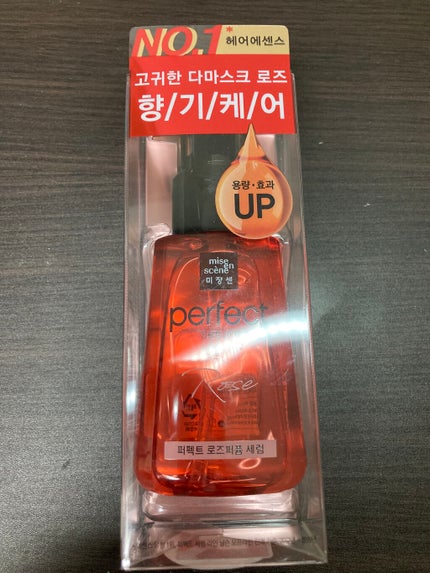 NO.1*
헤어에센스
고귀한 다마스크 로즈
향/기/케/어
용량·효과
UP
mise
en
scène
미쟝센
perfect
Rose
퍼펙트 로즈퍼퓸 세럼